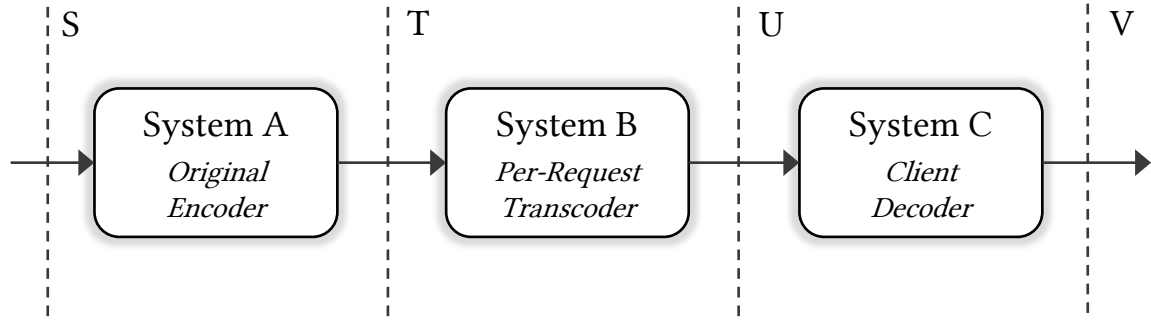 S
T
U
V
System A
Original
Encoder
System B
Per-Request
Transcoder
System C
Client
Decoder